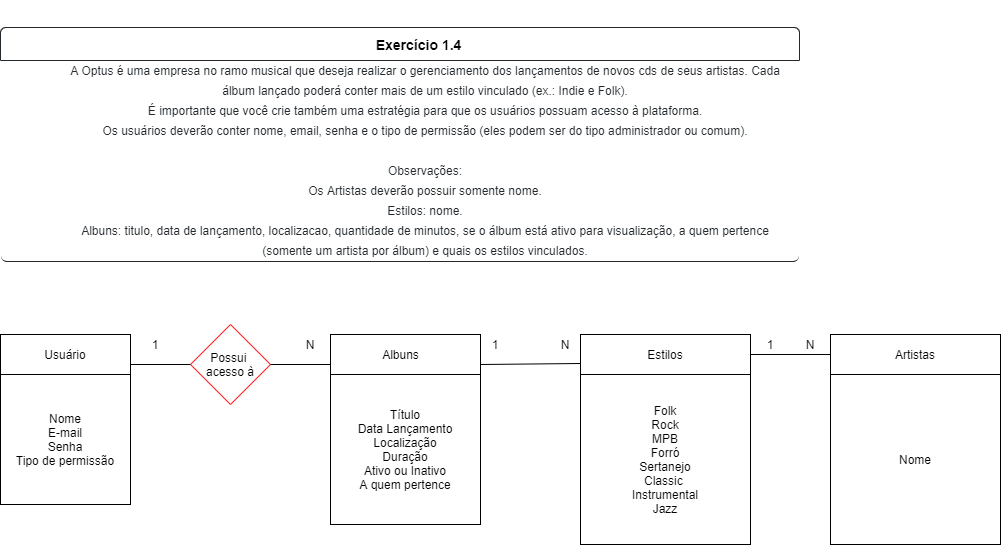 Exercício 1.4
A Optus é uma empresa no ramo musical que deseja realizar o gerenciamento dos lançamentos de novos cds de seus artistas. Cada
álbum lançado poderá conter mais de um estilo vinculado (ex.: Indie e Folk).
É importante que você crie também uma estratégia para que os usuários possuam acesso à plataforma.
Os usuários deverão conter nome, email, senha e o tipo de permissão (eles podem ser do tipo administrador ou comum).
Observações:
Os Artistas deverão possuir somente nome.
Estilos: nome.
Albuns: titulo, data de lançamento, localizacao, quantidade de minutos, se o álbum está ativo para visualização, a quem pertence
(somente um artista por álbum) e quais os estilos vinculados.
Usuário
Nome
E-mail
Senha
Tipo de permissão
1
Possui
acesso à
N
Albuns
Título
Data Lançamento
Localização
Duração
Ativo ou Inativo
A quem pertence
1
N
Estilos
Folk
Rock
MPB
Forró
Sertanejo
Classic
Instrumental
Jazz
1
N
Artistas
Nome